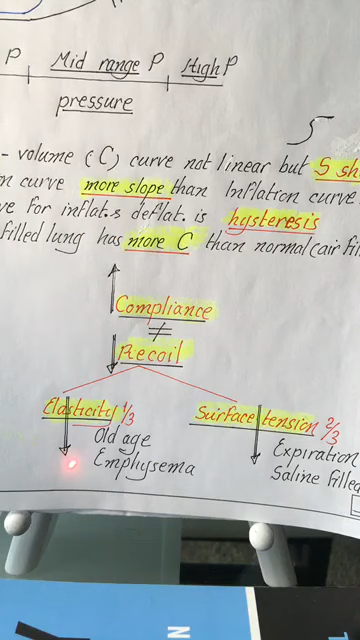 P Mid range P High P
pressure
- volume (C) curve not linear but S sh
n curve more slope than Inflation curve.
ve for inflat. s deflat. is hysteresis
filled lung has more C than normal (air fil
Compliance
≠
Recoil
Elasticity 1/3 Surface tension 2/3
Old age Expiration
Emphysema Saline filled
N